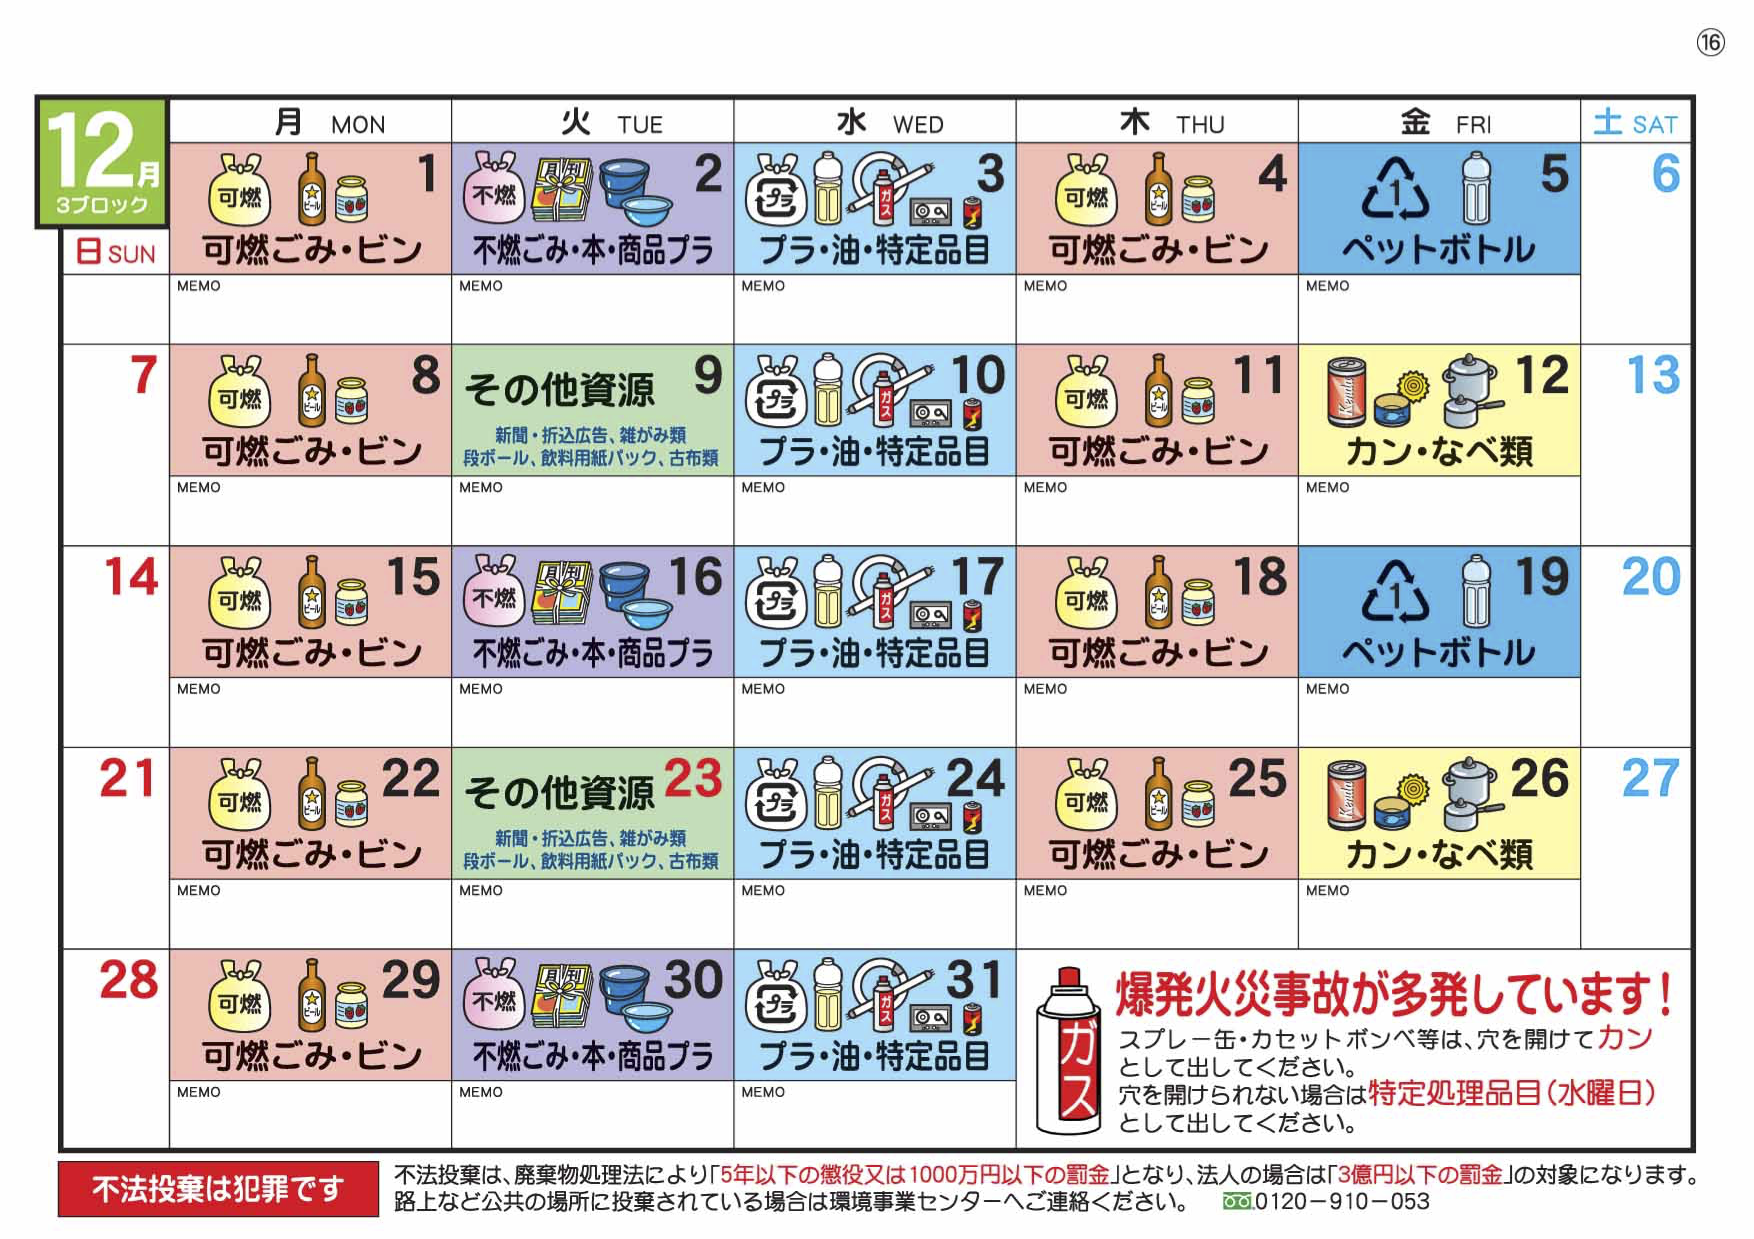 ⑯
12月
3ブロック
日 SUN
月 MON
火 TUE
水 WED
木 THU
金 FRI
土 SAT
可燃 ビール 1
可燃ごみ・ビン
MEMO
不燃 月刊 2
不燃ごみ・本・商品プラ
MEMO
プラ ガス 3
プラ・油・特定品目
MEMO
可燃 ビール 4
可燃ごみ・ビン
MEMO
1 5
ペットボトル
MEMO
6
7
可燃 ビール 8
可燃ごみ・ビン
MEMO
その他資源 9
新聞・折込広告、雑がみ類
段ボール、飲料用紙パック、古布類
MEMO
プラ ガス 10
プラ・油・特定品目
MEMO
可燃 ビール 11
可燃ごみ・ビン
MEMO
12
カン・なべ類
MEMO
13
14
可燃 ビール 15
可燃ごみ・ビン
MEMO
不燃 月刊 16
不燃ごみ・本・商品プラ
MEMO
プラ ガス 17
プラ・油・特定品目
MEMO
可燃 ビール 18
可燃ごみ・ビン
MEMO
1 19
ペットボトル
MEMO
20
21
可燃 ビール 22
可燃ごみ・ビン
MEMO
その他資源 23
新聞・折込広告、雑がみ類
段ボール、飲料用紙パック、古布類
MEMO
プラ ガス 24
プラ・油・特定品目
MEMO
可燃 ビール 25
可燃ごみ・ビン
MEMO
26
カン・なべ類
MEMO
27
28
可燃 ビール 29
可燃ごみ・ビン
MEMO
不燃 月刊 30
不燃ごみ・本・商品プラ
MEMO
プラ ガス 31
プラ・油・特定品目
MEMO
ガス
爆発火災事故が多発しています！
スプレー缶・カセットボンベ等は、穴を開けてカン
として出してください。
穴を開けられない場合は特定処理品目（水曜日）
として出してください。
不法投棄は犯罪です
不法投棄は、廃棄物処理法により「5年以下の懲役又は1000万円以下の罰金」となり、法人の場合は「3億円以下の罰金」の対象になります。
路上など公共の場所に投棄されている場合は環境事業センターへご連絡ください。 0120－910－053